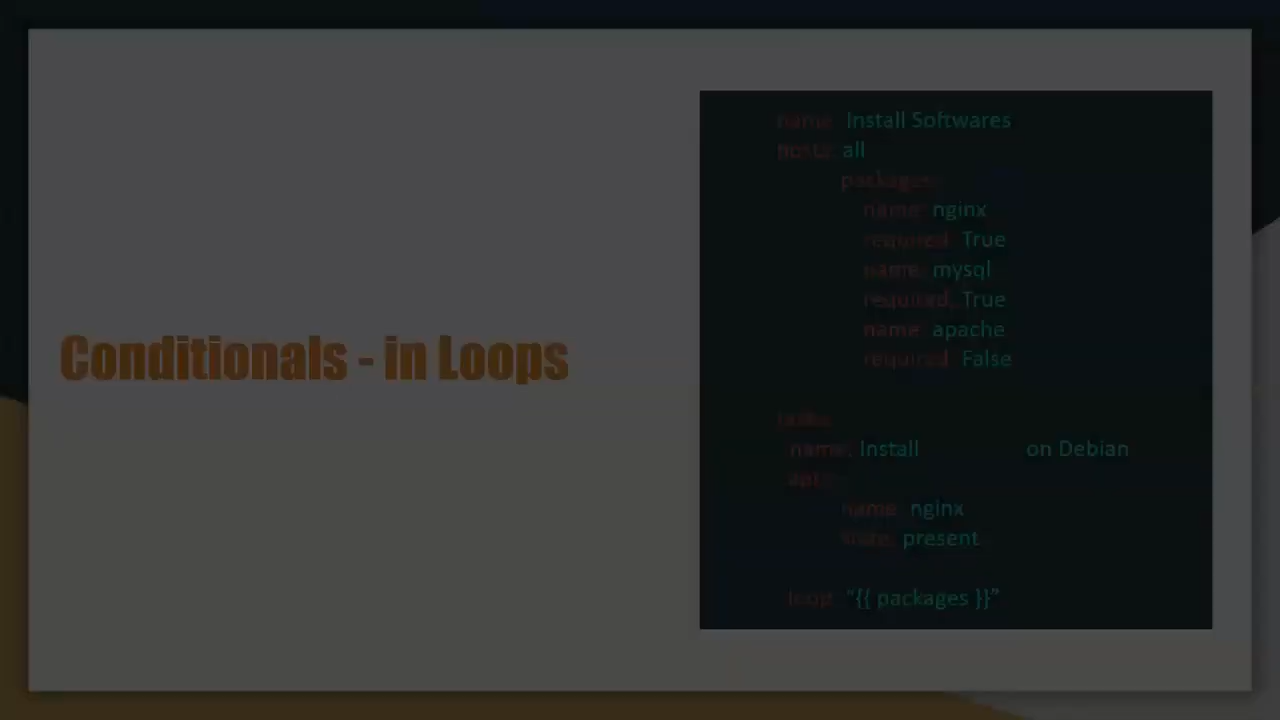 Conditionals - in Loops
name: Install Softwares
hosts: all
packages:
name: nginx
required: True
name: mysql
required: True
name: apache
required: False
tasks:
name: Install on Debian
apt:
name: nginx
state: present
loop: “{{ packages }}”